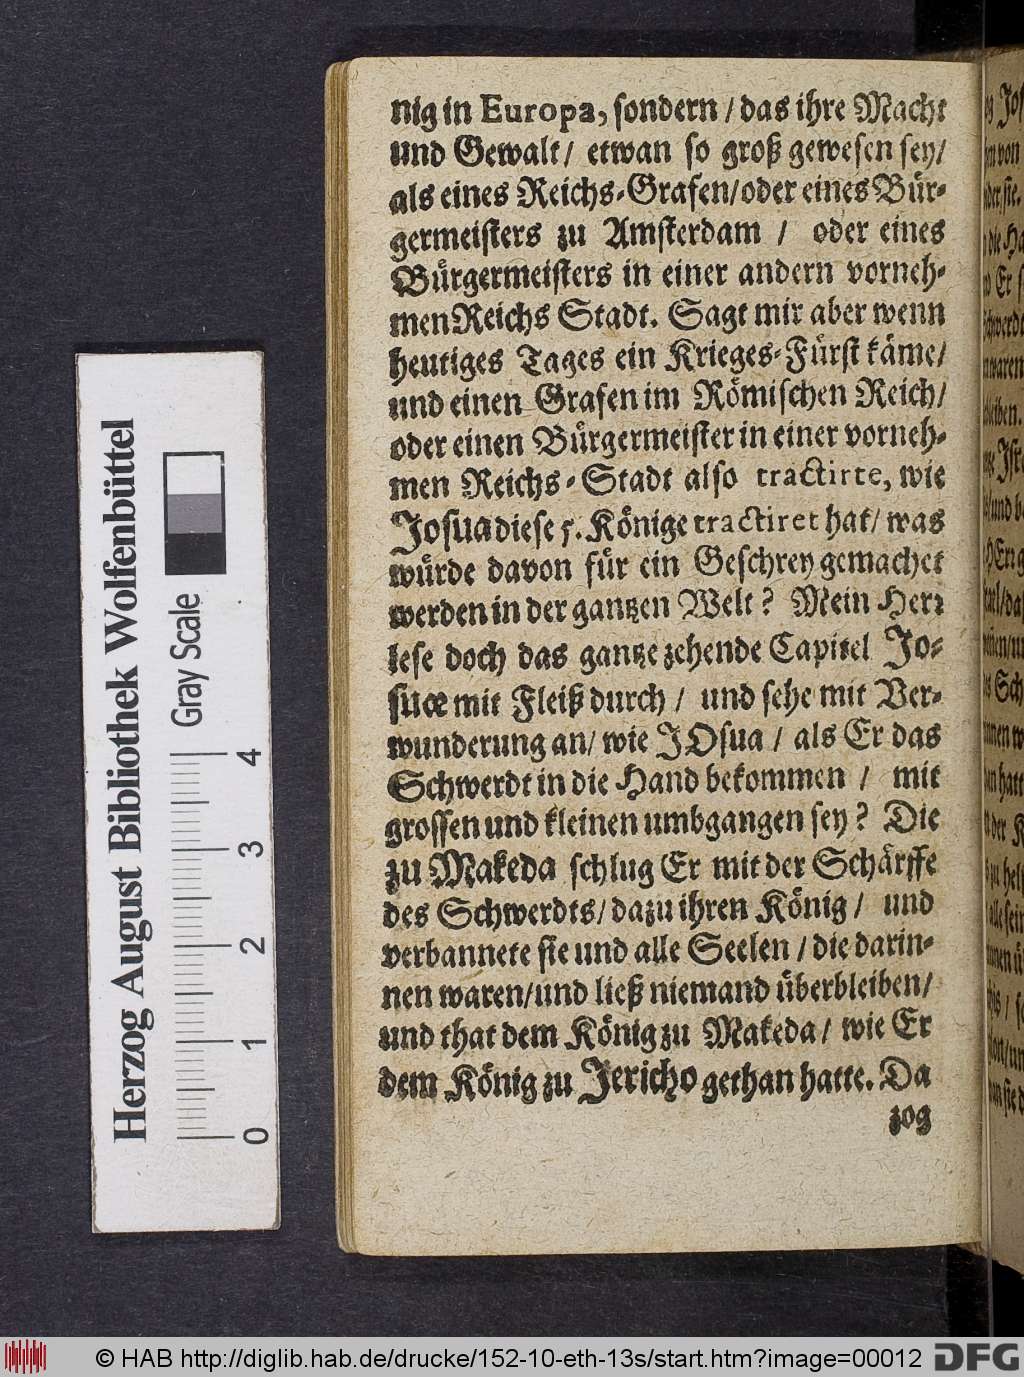 nig in Europa, sondern / das ihre Macht
und Gewalt / etwan so groß gewesen sey /
als eines Reichs-Grafen / oder eines Bür-
germeisters zu Amsterdam / oder eines
Bürgermeisters in einer andern vorneh-
men Reichs Stadt. Sagt mir aber wenn
heutiges Tages ein Krieges-Fürst käme /
und einen Grafen im Römischen Reich /
oder einen Bürgermeister in einer vorneh-
men Reichs-Stadt also tractirte, wie
Josua diese 5. Könige tractiret hat / was
würde davon für ein Geschrey gemachet
werden in der gantzen Welt? Mein Herr
lese doch das gantze zehende Capitel Jo-
suæ mit Fleiß durch / und sehe mit Ver-
wunderung an / wie JOsua / als Er das
Schwerdt in die Hand bekommen / mit
grossen und kleinen umbgangen sey? Die
zu Makeda schlug Er mit der Schärffe
des Schwerdts / dazu ihren König / und
verbannete sie und alle Seelen / die darin-
nen waren / und ließ niemand überbleiben /
und that dem König zu Makeda / wie Er
dem König zu Jericho gethan hatte. Da
zog
Herzog August Bibliothek Wolfenbüttel
Gray Scale
0 1 2 3 4
© HAB http://diglib.hab.de/drucke/152-10-eth-13s/start.htm?image=00012
DFG